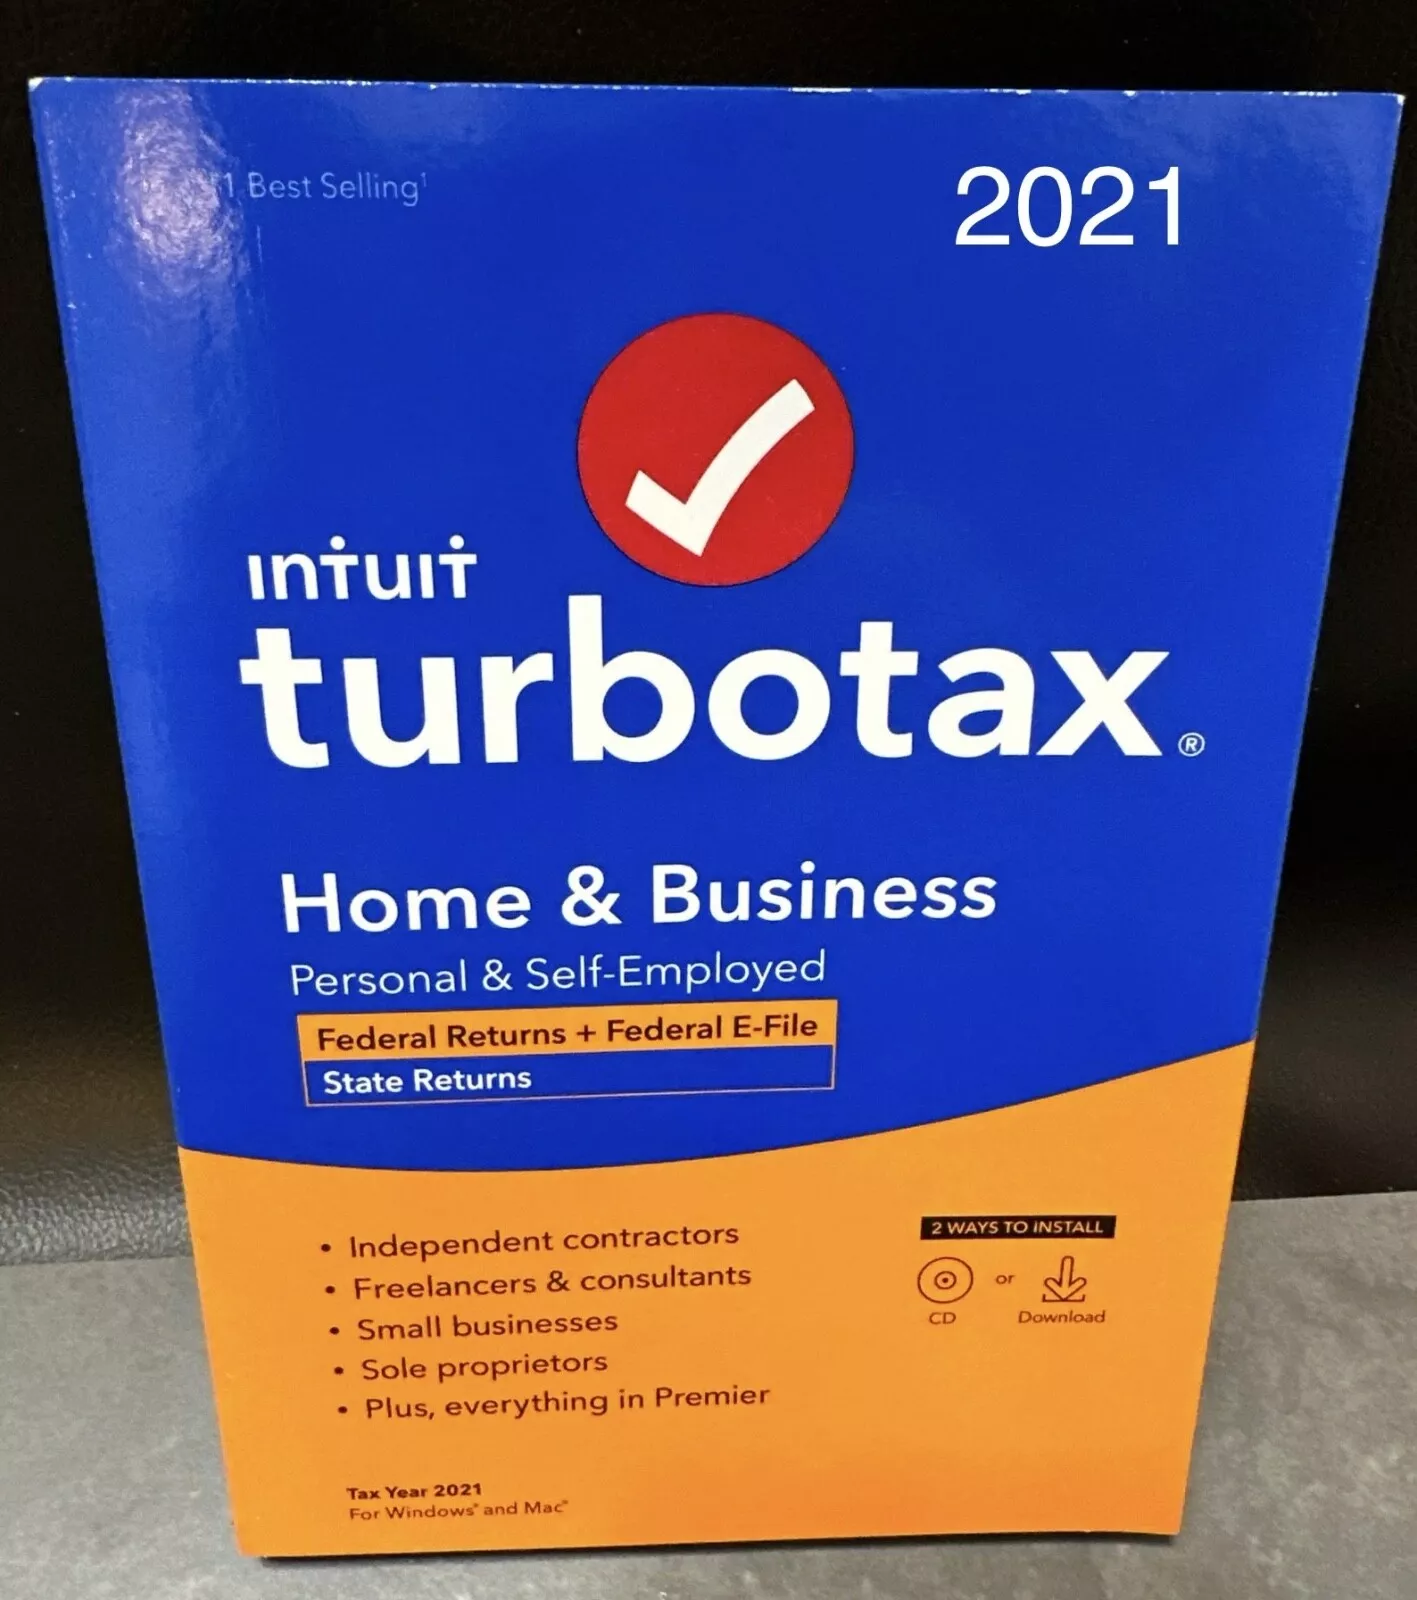 #1 Best Selling¹
2021
ıntuıt
turbotax®
Home & Business
Personal & Self-Employed
Federal Returns + Federal E-File
State Returns
• Independent contractors
• Freelancers & consultants
• Small businesses
• Sole proprietors
• Plus, everything in Premier
2 WAYS TO INSTALL
CD or Download
Tax Year 2021
For Windows® and Mac®